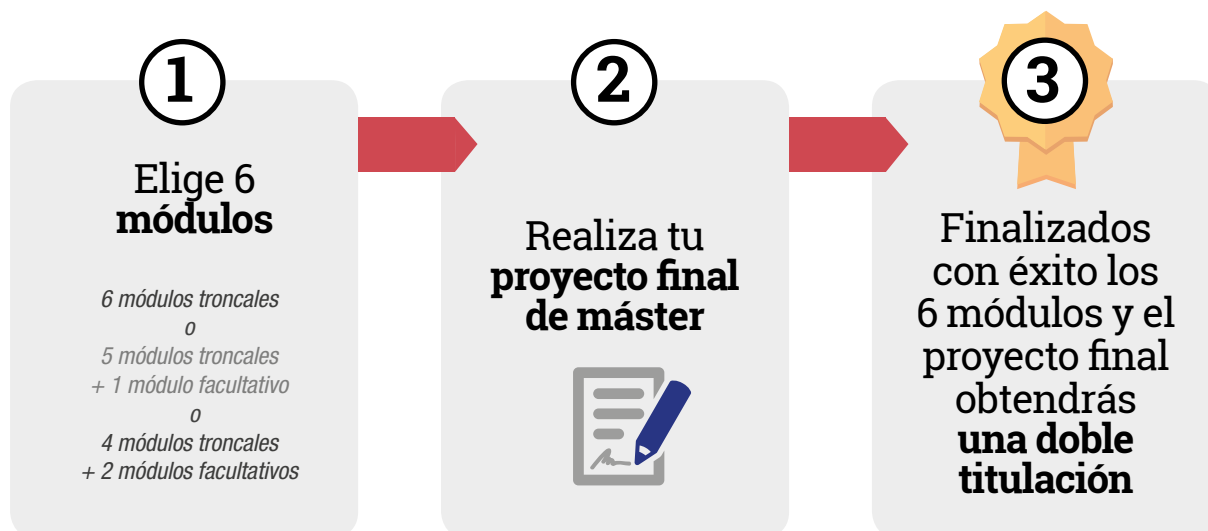 1
Elige 6
módulos
6 módulos troncales
o
5 módulos troncales
+ 1 módulo facultativo
o
4 módulos troncales
+ 2 módulos facultativos
2
Realiza tu
proyecto final
de máster
3
Finalizados
con éxito los
6 módulos y el
proyecto final
obtendrás
una doble
titulación